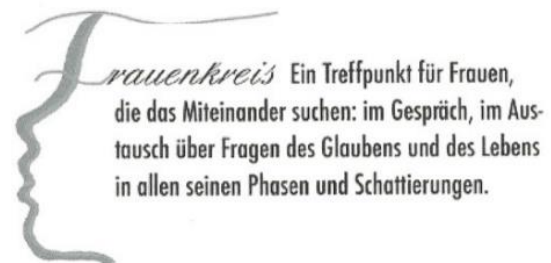 Frauenkreis Ein Treffpunkt für Frauen,
die das Miteinander suchen: im Gespräch, im Aus-
tausch über Fragen des Glaubens und des Lebens
in allen seinen Phasen und Schattierungen.